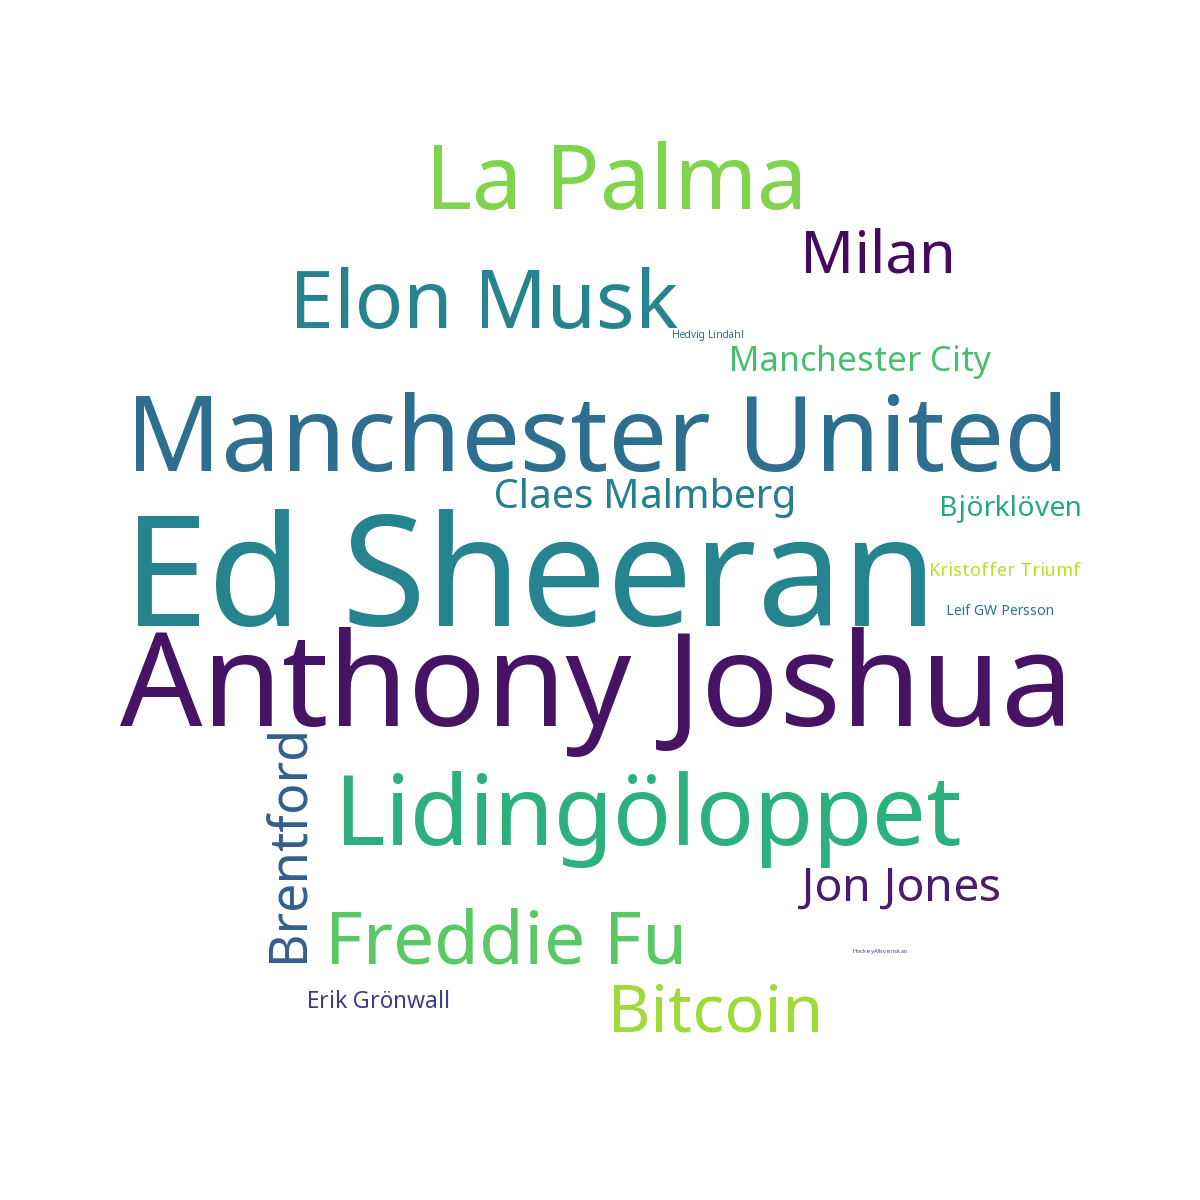 La Palma
Milan
Elon Musk
Hedvig Lindahl
Manchester City
Manchester United
Claes Malmberg
Björklöven
Ed Sheeran
Kristoffer Triumf
Leif GW Persson
Anthony Joshua
Brentford
Lidingöloppet
Jon Jones
Freddie Fu
HockeyAllsvenskan
Erik Grönwall
Bitcoin